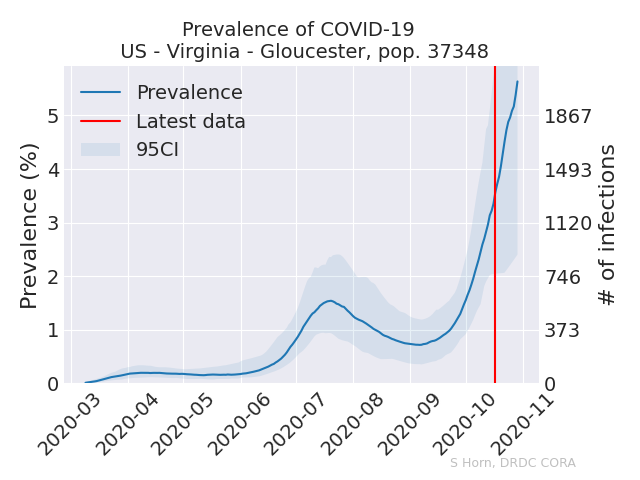 Prevalence of COVID-19
US - Virginia - Gloucester, pop. 37348
Prevalence
Latest data
95CI
Prevalence (%)
5
4
3
2
1
0
1867
1493
1120
746
373
0
# of infections
2020-03
2020-04
2020-05
2020-06
2020-07
2020-08
2020-09
2020-10
2020-11
S Horn, DRDC CORA